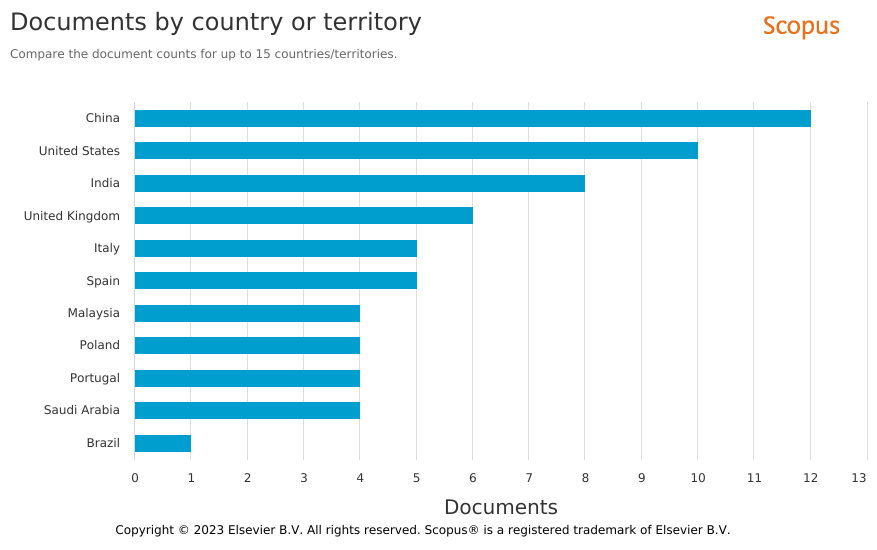 Documents by country or territory
Scopus
Compare the document counts for up to 15 countries/territories.
China
United States
India
United Kingdom
Italy
Spain
Malaysia
Poland
Portugal
Saudi Arabia
Brazil
0 1 2 3 4 5 6 7 8 9 10 11 12 13
Documents
Copyright © 2023 Elsevier B.V. All rights reserved. Scopus® is a registered trademark of Elsevier B.V.